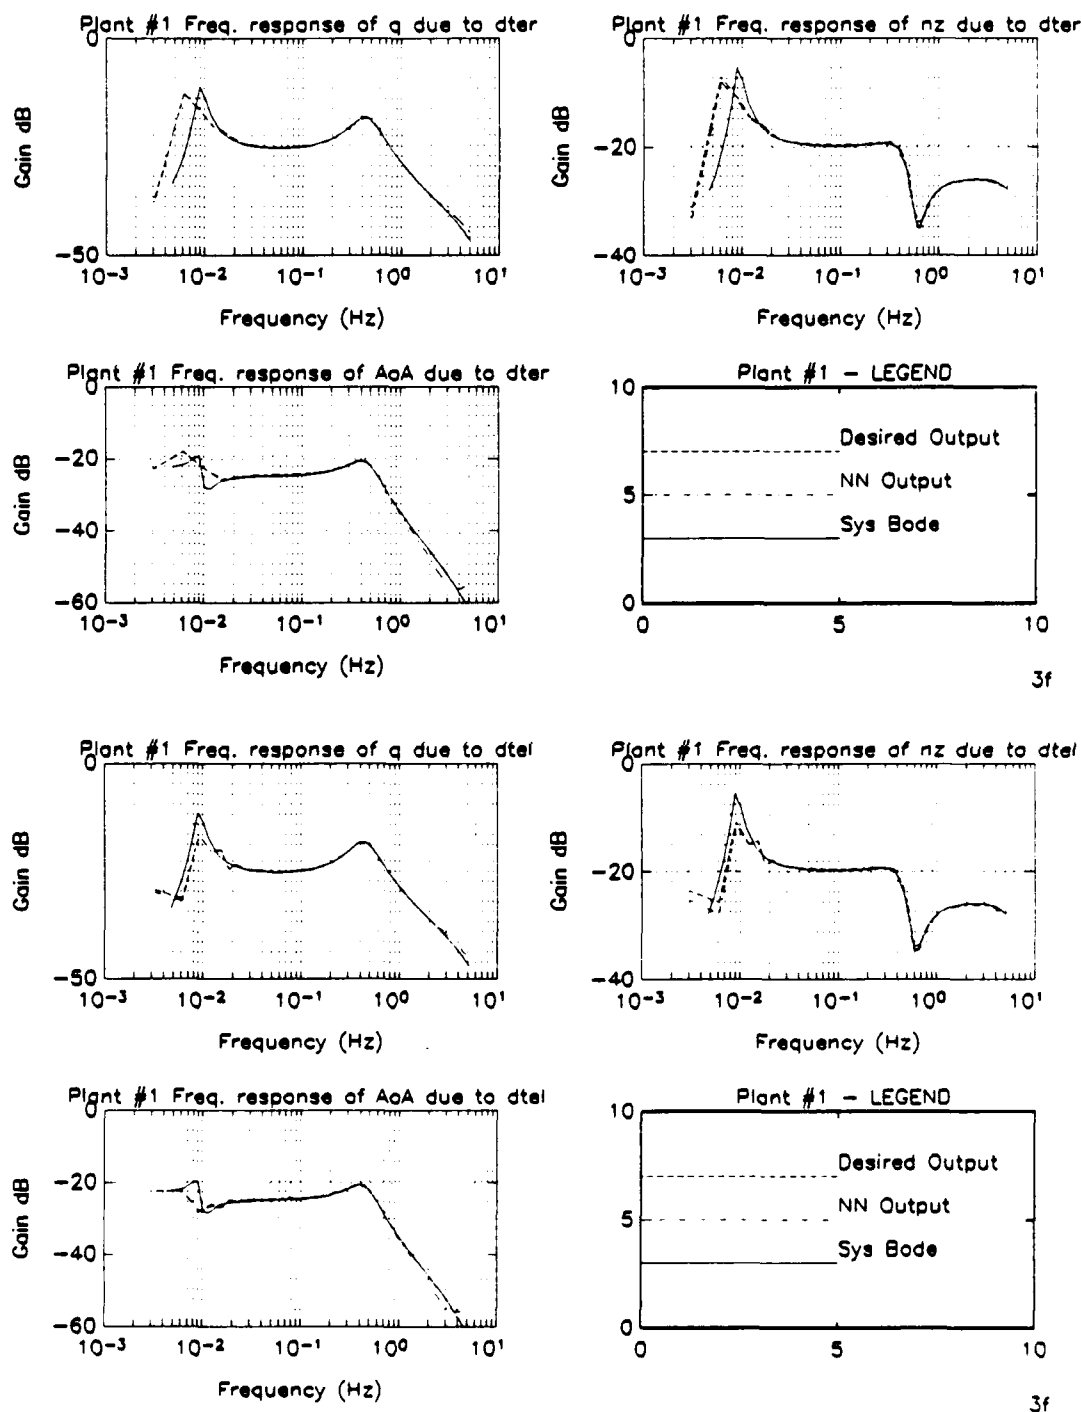 Plant #1 Freq. response of q due to dter
0
Gain dB
-50
10⁻³ 10⁻² 10⁻¹ 10⁰ 10¹
Frequency (Hz)
Plant #1 Freq. response of nz due to dter
0
-20
Gain dB
-40
10⁻³ 10⁻² 10⁻¹ 10⁰ 10¹
Frequency (Hz)
Plant #1 Freq. response of AoA due to dter
0
-20
Gain dB
-40
-60
10⁻³ 10⁻² 10⁻¹ 10⁰ 10¹
Frequency (Hz)
Plant #1 - LEGEND
10
Desired Output
NN Output
5
Sys Bode
0
0 5 10
3f
Plant #1 Freq. response of q due to dtel
0
Gain dB
-50
10⁻³ 10⁻² 10⁻¹ 10⁰ 10¹
Frequency (Hz)
Plant #1 Freq. response of nz due to dtel
0
-20
Gain dB
-40
10⁻³ 10⁻² 10⁻¹ 10⁰ 10¹
Frequency (Hz)
Plant #1 Freq. response of AoA due to dtel
0
-20
Gain dB
-40
-60
10⁻³ 10⁻² 10⁻¹ 10⁰ 10¹
Frequency (Hz)
Plant #1 - LEGEND
10
Desired Output
NN Output
5
Sys Bode
0
0 5 10
3f